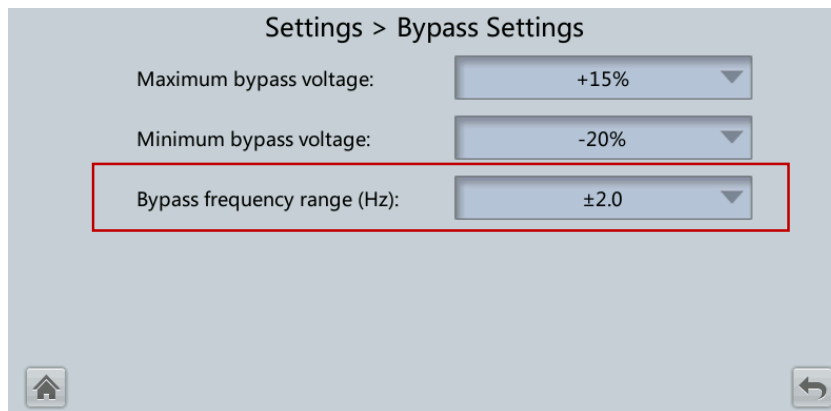 Settings > Bypass Settings
Maximum bypass voltage: +15%
Minimum bypass voltage: -20%
Bypass frequency range (Hz): ±2.0